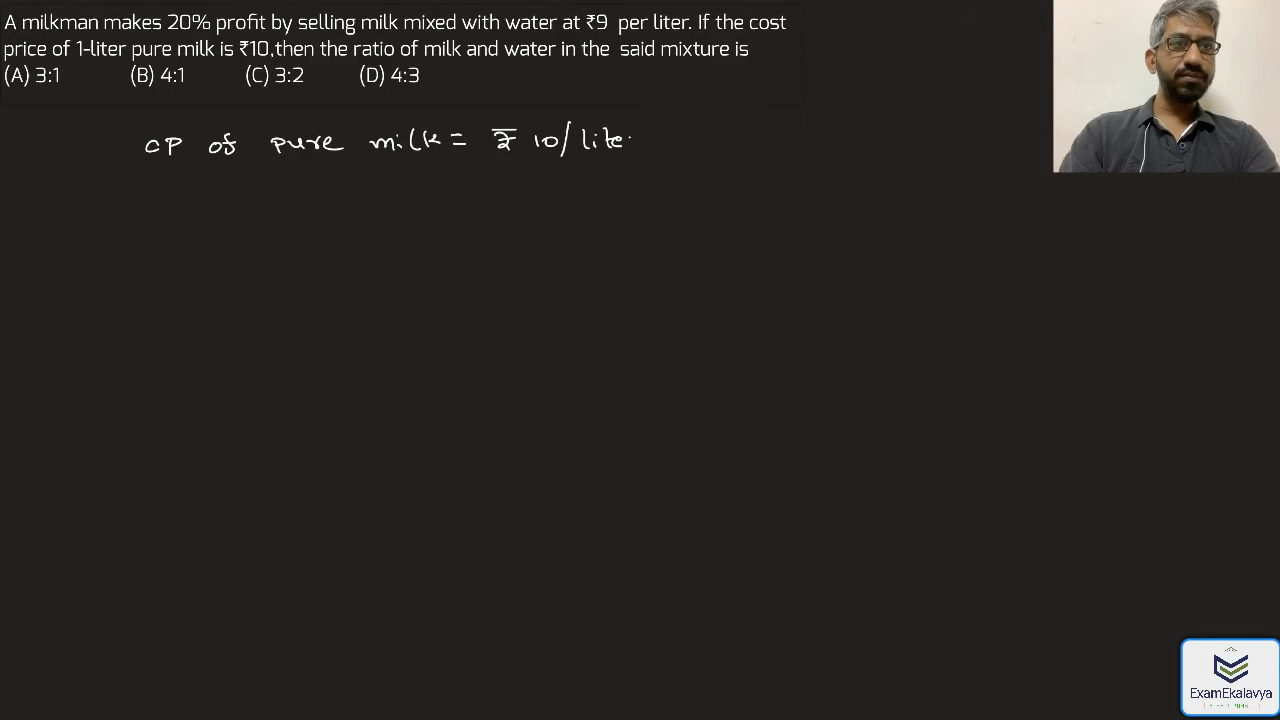 A milkman makes 20% profit by selling milk mixed with water at ₹9 per liter. If the cost
price of 1-liter pure milk is ₹10,then the ratio of milk and water in the said mixture is
(A) 3:1 (B) 4:1 (C) 3:2 (D) 4:3
CP of pure milk = ₹ 10/lite
ExamEkalavya